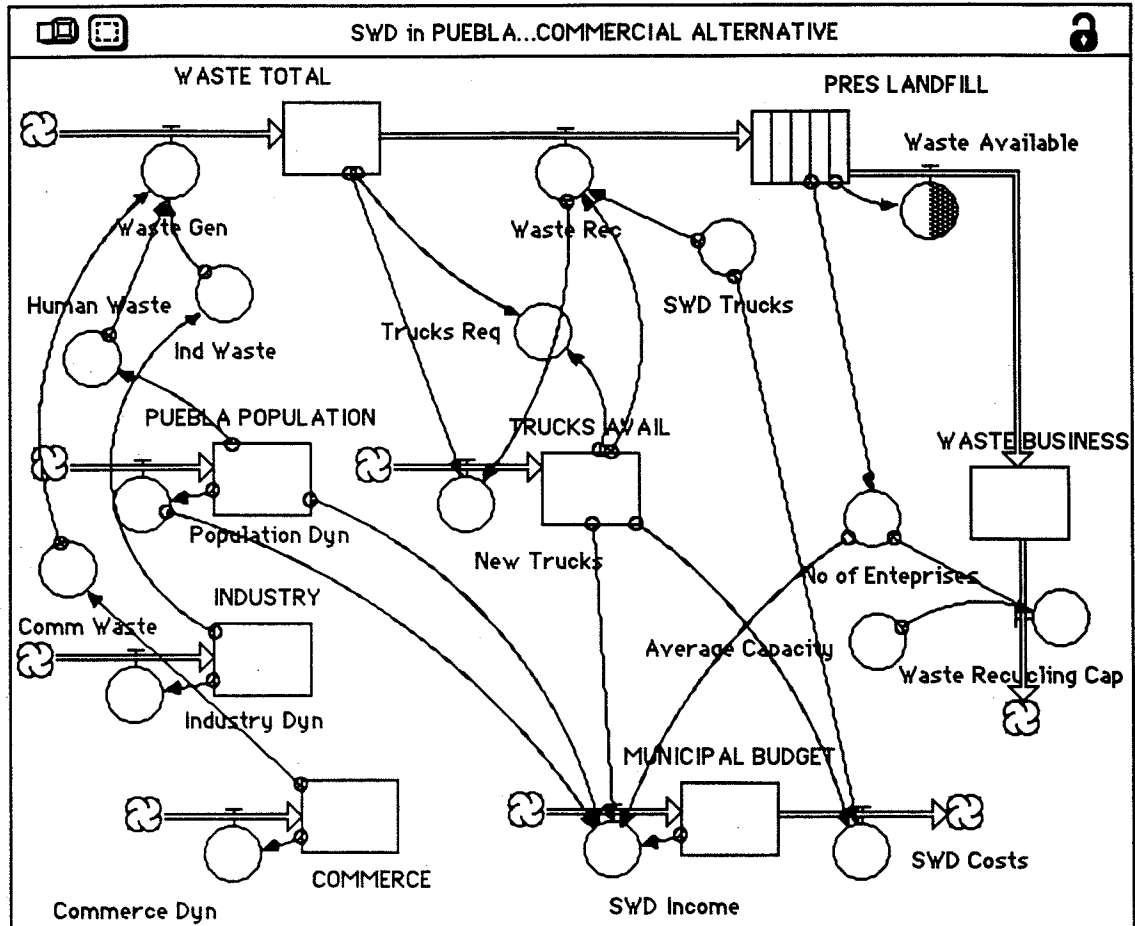 SWD in PUEBLA...COMMERCIAL ALTERNATIVE
WASTE TOTAL
PRES LANDFILL
Waste Available
Waste Gen
Waste Rec
Human Waste
SWD Trucks
Trucks Req
Ind Waste
PUEBLA POPULATION
TRUCKS AVAIL
WASTE BUSINESS
Population Dyn
New Trucks
No of Enteprises
INDUSTRY
Comm Waste
Average Capacity
Waste Recycling Cap
Industry Dyn
MUNICIPAL BUDGET
SWD Costs
COMMERCE
SWD Income
Commerce Dyn